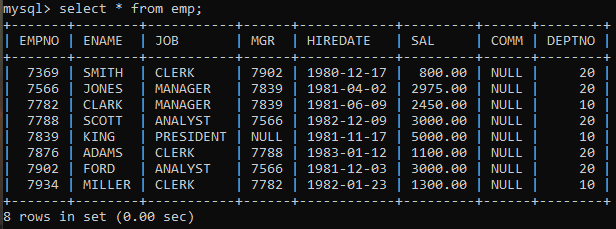 mysql> select * from emp;
+-------+--------+-----------+------+------------+---------+------+--------+
| EMPNO | ENAME | JOB | MGR | HIREDATE | SAL | COMM | DEPTNO |
+-------+--------+-----------+------+------------+---------+------+--------+
| 7369 | SMITH | CLERK | 7902 | 1980-12-17 | 800.00 | NULL | 20 |
| 7566 | JONES | MANAGER | 7839 | 1981-04-02 | 2975.00 | NULL | 20 |
| 7782 | CLARK | MANAGER | 7839 | 1981-06-09 | 2450.00 | NULL | 10 |
| 7788 | SCOTT | ANALYST | 7566 | 1982-12-09 | 3000.00 | NULL | 20 |
| 7839 | KING | PRESIDENT | NULL | 1981-11-17 | 5000.00 | NULL | 10 |
| 7876 | ADAMS | CLERK | 7788 | 1983-01-12 | 1100.00 | NULL | 20 |
| 7902 | FORD | ANALYST | 7566 | 1981-12-03 | 3000.00 | NULL | 20 |
| 7934 | MILLER | CLERK | 7782 | 1982-01-23 | 1300.00 | NULL | 10 |
+-------+--------+-----------+------+------------+---------+------+--------+
8 rows in set (0.00 sec)